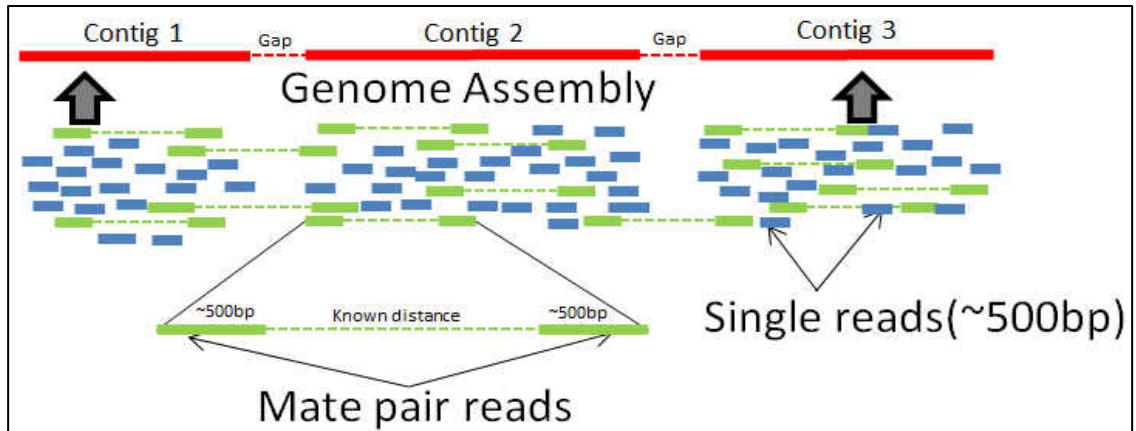 Contig 1
Gap
Contig 2
Gap
Contig 3
Genome Assembly
~500bp
Known distance
~500bp
Single reads(~500bp)
Mate pair reads